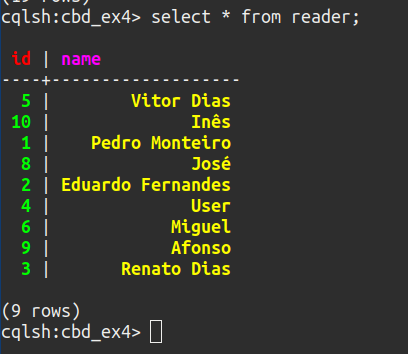 (19 rows)
cqlsh:cbd_ex4> select * from reader;
id | name
----+-------------------
5 | Vitor Dias
10 | Inês
1 | Pedro Monteiro
8 | José
2 | Eduardo Fernandes
4 | User
6 | Miguel
9 | Afonso
3 | Renato Dias
(9 rows)
cqlsh:cbd_ex4>